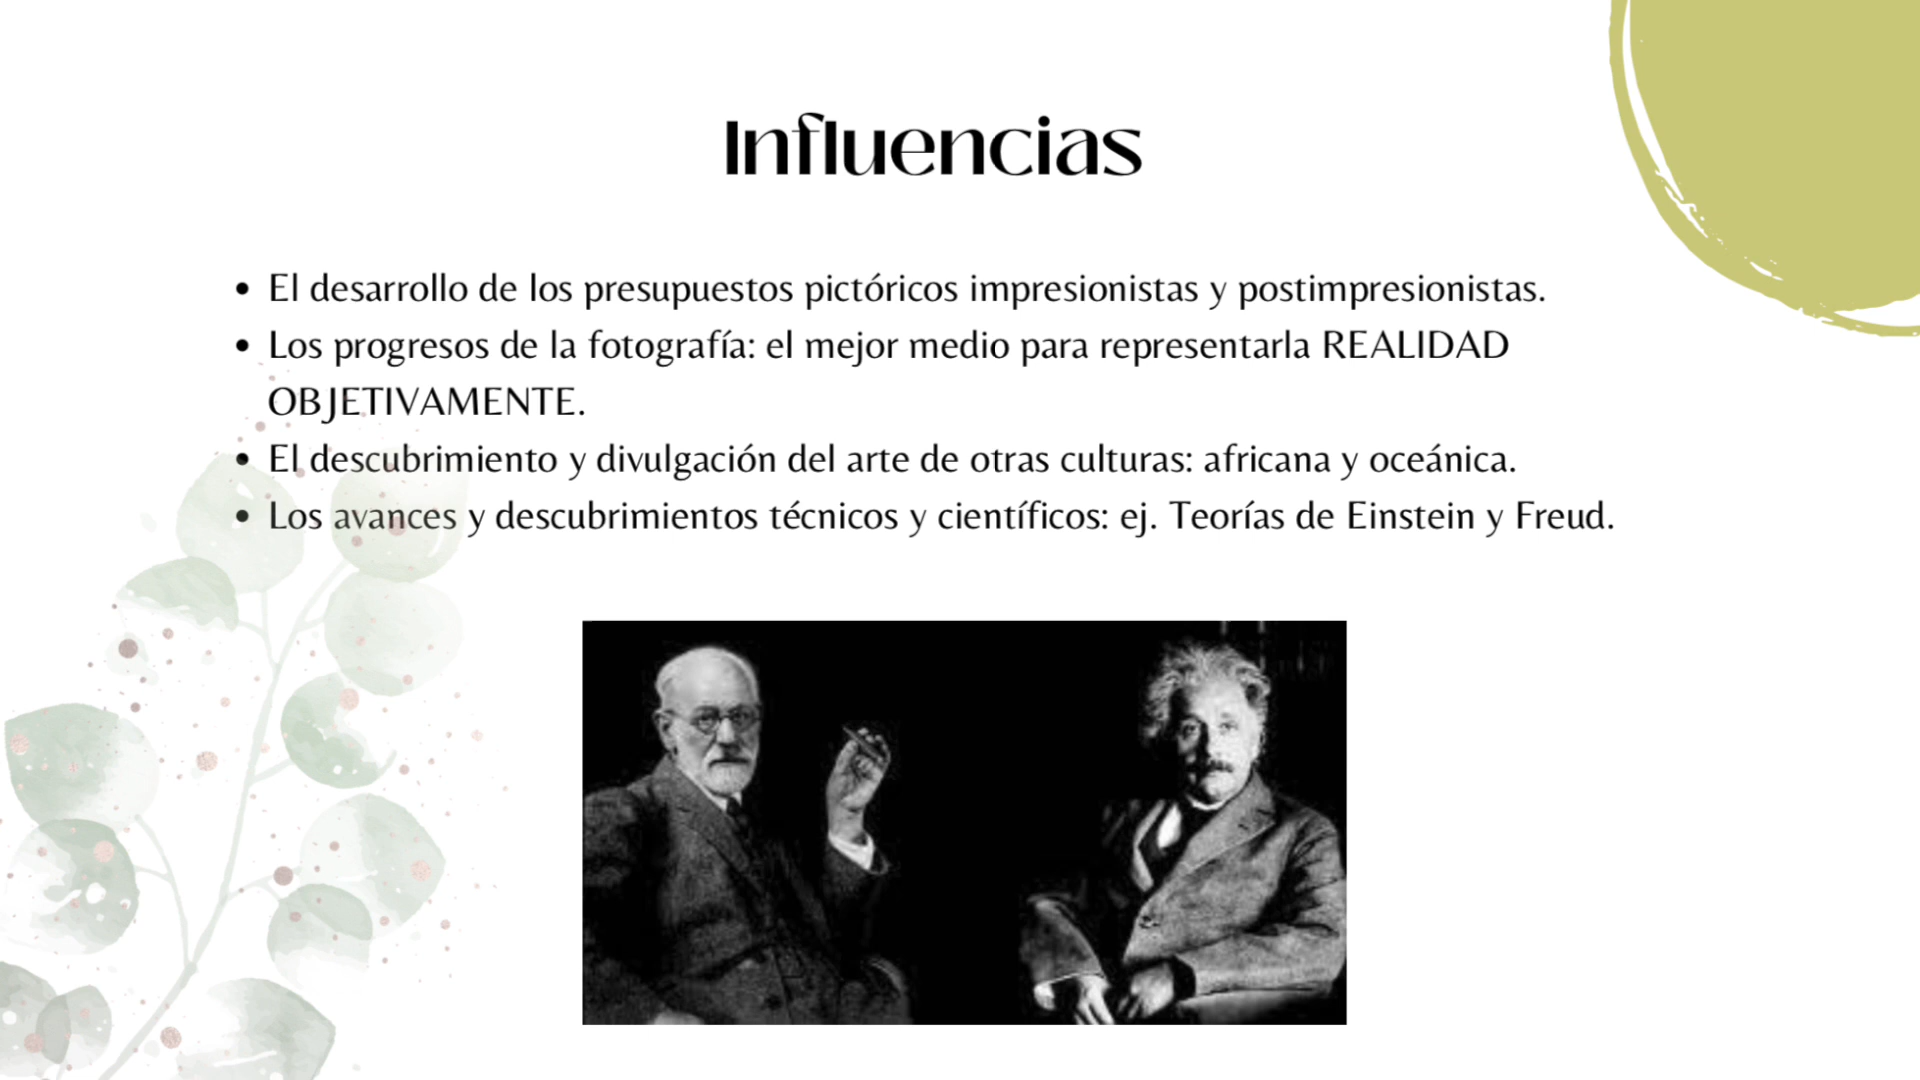 Influencias
• El desarrollo de los presupuestos pictóricos impresionistas y postimpresionistas.
• Los progresos de la fotografía: el mejor medio para representarla REALIDAD
OBJETIVAMENTE.
• El descubrimiento y divulgación del arte de otras culturas: africana y oceánica.
• Los avances y descubrimientos técnicos y científicos: ej. Teorías de Einstein y Freud.